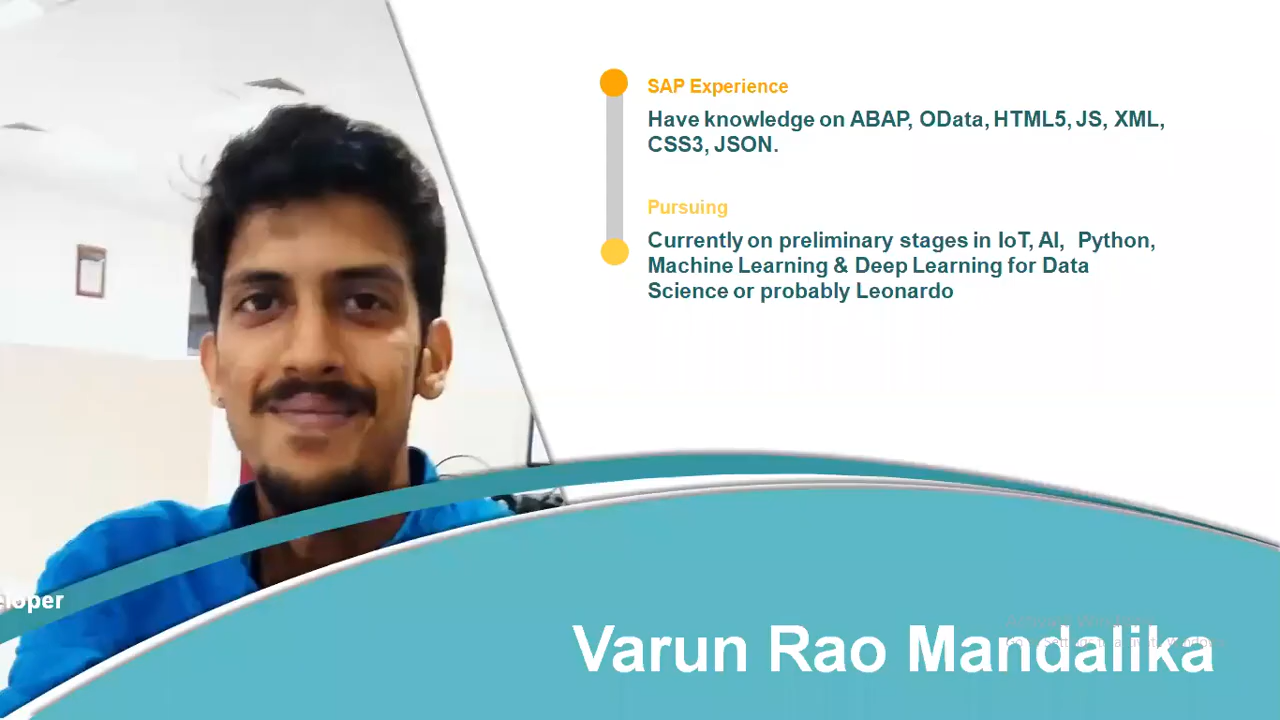 SAP Experience
Have knowledge on ABAP, OData, HTML5, JS, XML,
CSS3, JSON.
Pursuing
Currently on preliminary stages in IoT, AI, Python,
Machine Learning & Deep Learning for Data
Science or probably Leonardo
eloper
Varun Rao Mandalika